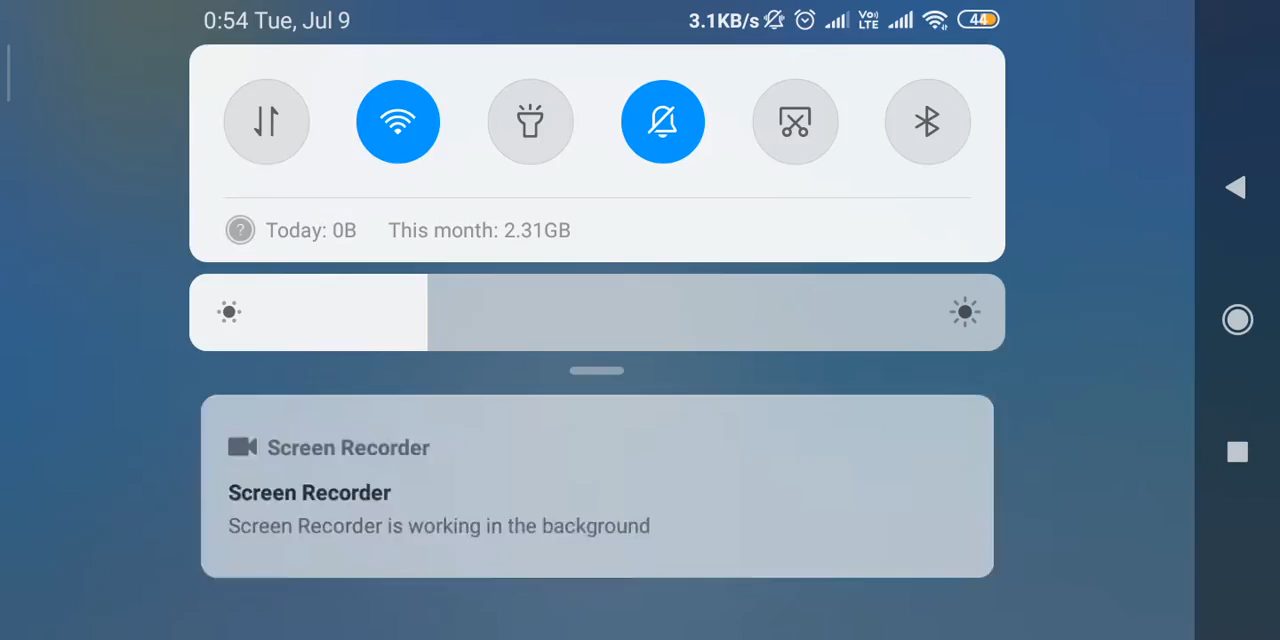 0:54 Tue, Jul 9
3.1KB/s Vo)) LTE 44
Today: 0B This month: 2.31GB
Screen Recorder
Screen Recorder
Screen Recorder is working in the background